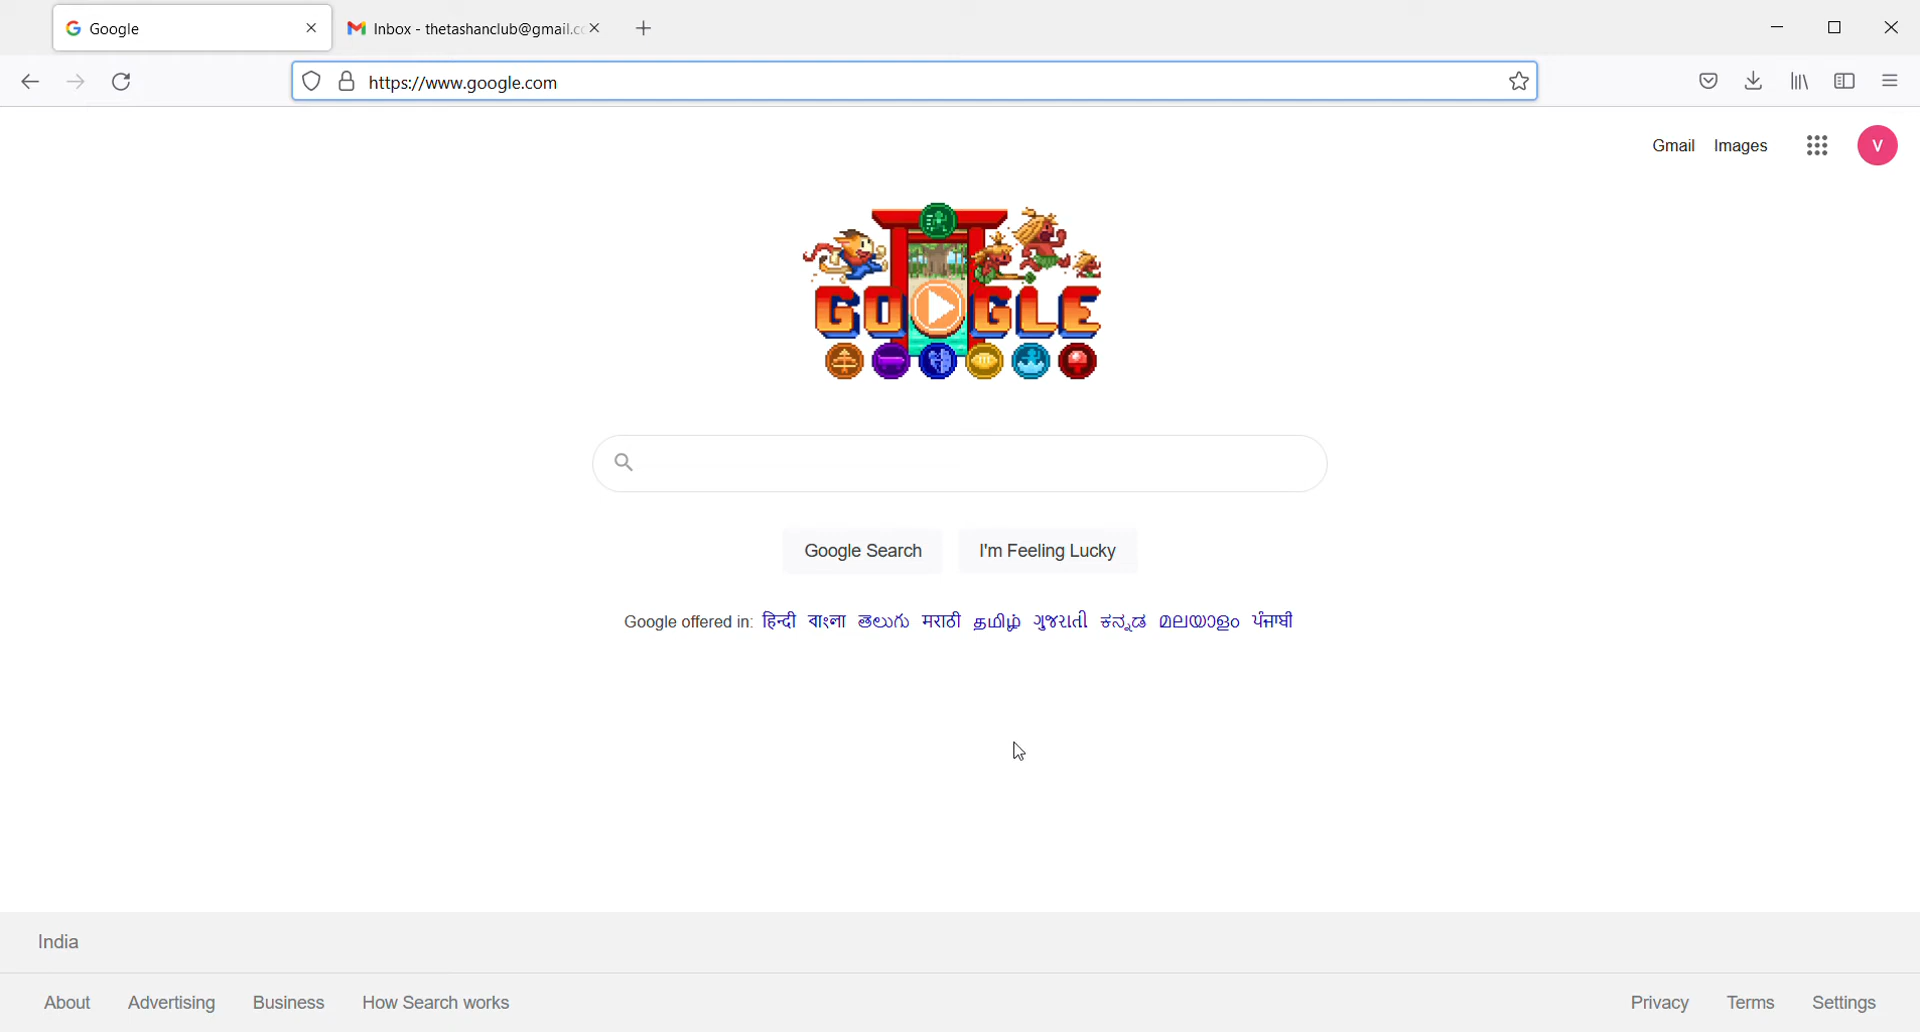 Google
Inbox - thetashanclub@gmail.c
https://www.google.com
Gmail Images
V
GOOGLE
Google Search I'm Feeling Lucky
Google offered in: हिन्दी বাংলা తెలుగు मराठी தமிழ் ગુજરાતી ಕನ್ನಡ മലയാളം ਪੰਜਾਬੀ
India
About Advertising Business How Search works Privacy Terms Settings